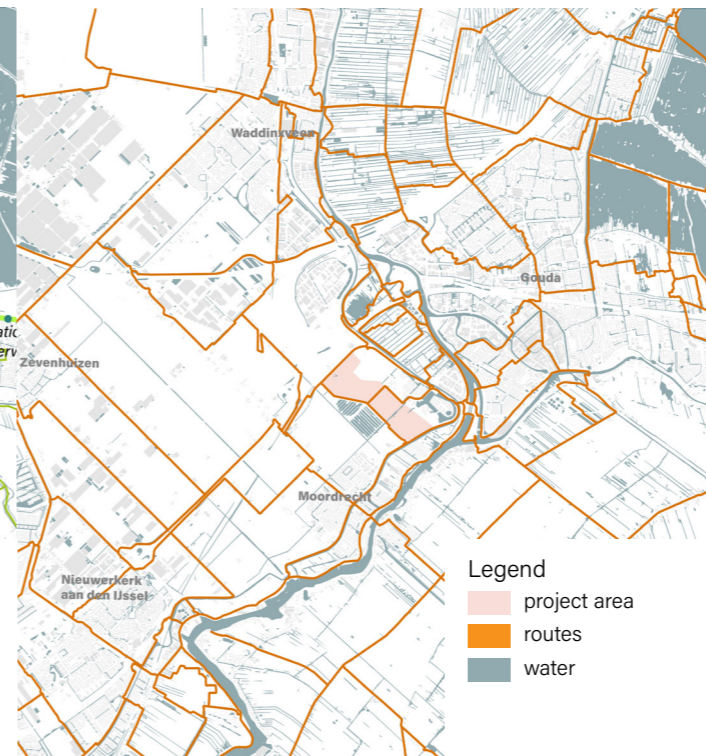 Waddinxveen
Gouda
Zevenhuizen
Moordrecht
Nieuwerkerk
aan den IJssel
Legend
project area
routes
water